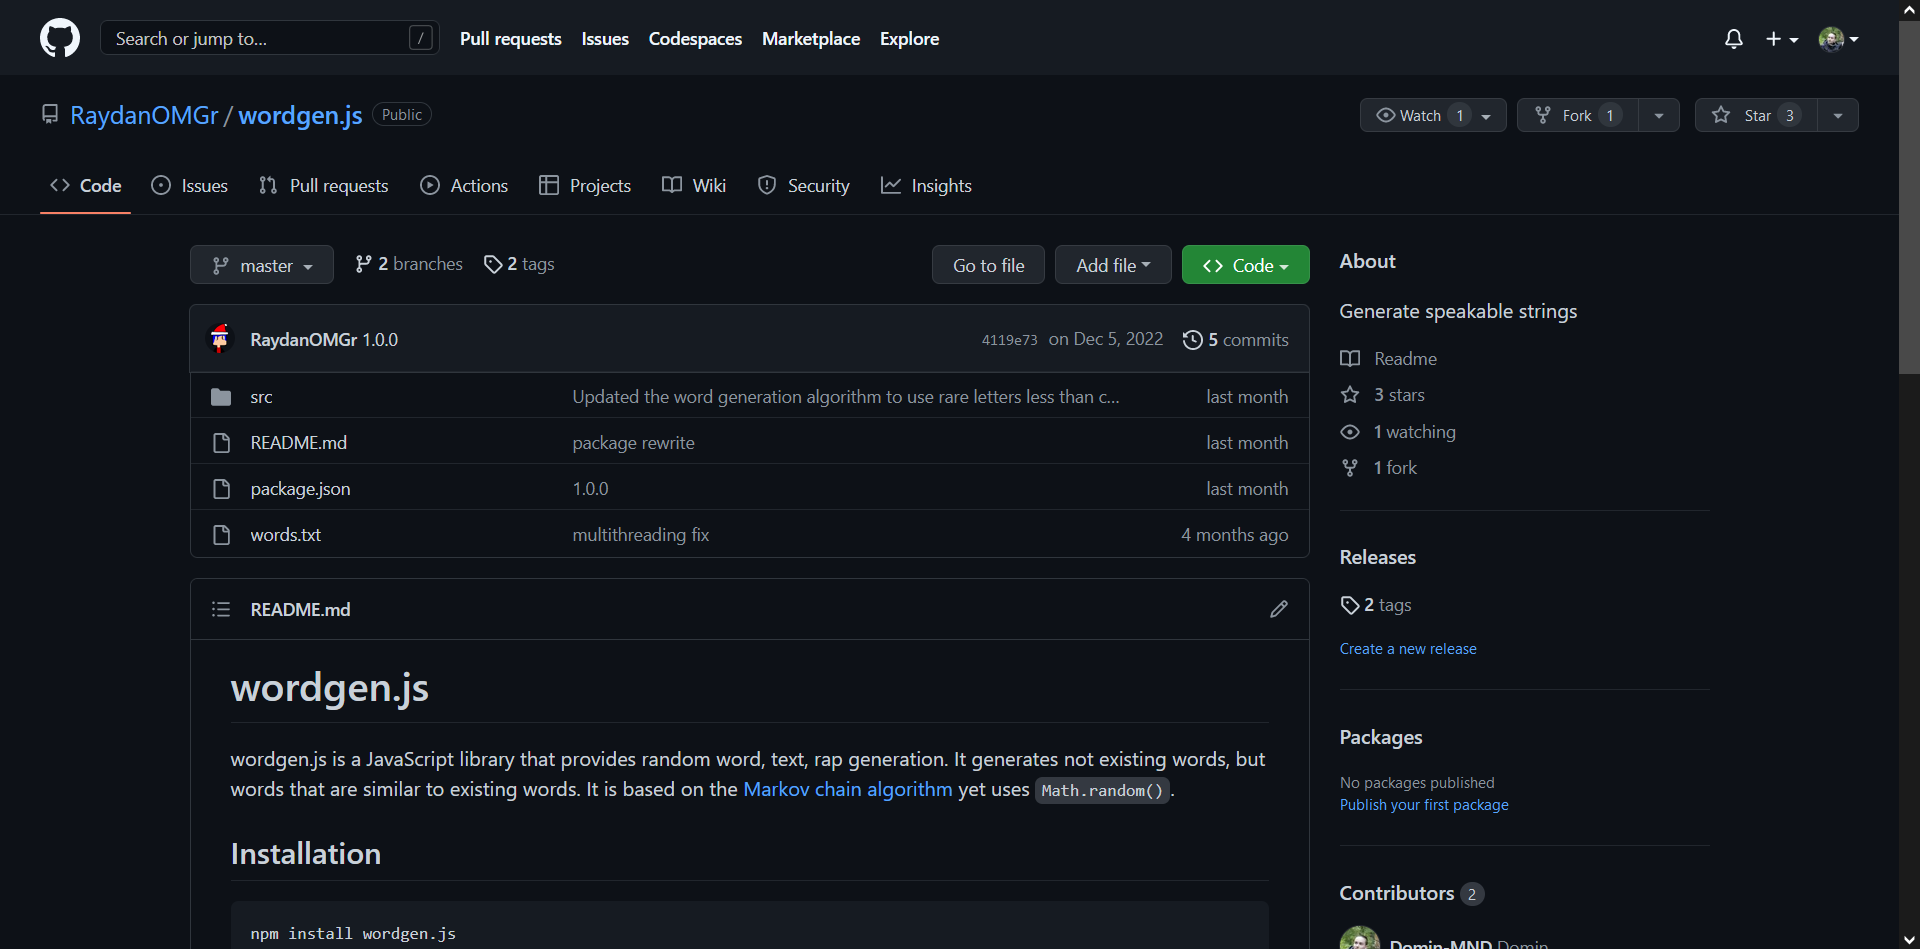 Search or jump to... /
Pull requests Issues Codespaces Marketplace Explore
RaydanOMGr / wordgen.js Public
Watch 1 Fork 1 Star 3
Code Issues Pull requests Actions Projects Wiki Security Insights
master 2 branches 2 tags Go to file Add file Code
RaydanOMGr 1.0.0 4119e73 on Dec 5, 2022 5 commits
src Updated the word generation algorithm to use rare letters less than c... last month
README.md package rewrite last month
package.json 1.0.0 last month
words.txt multithreading fix 4 months ago
README.md
wordgen.js
wordgen.js is a JavaScript library that provides random word, text, rap generation. It generates not existing words, but
words that are similar to existing words. It is based on the Markov chain algorithm yet uses Math.random().
Installation
npm install wordgen.js
About
Generate speakable strings
Readme
3 stars
1 watching
1 fork
Releases
2 tags
Create a new release
Packages
No packages published
Publish your first package
Contributors 2
Domin-MND Domin